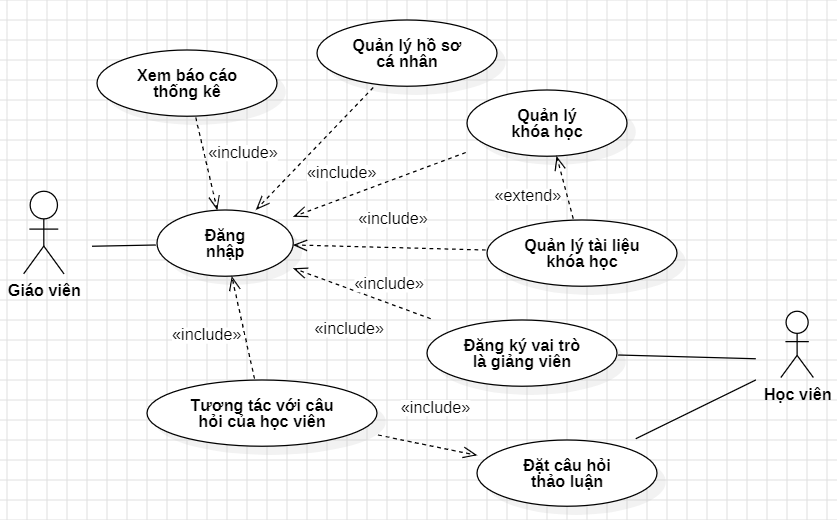 Quản lý hồ sơ
cá nhân
Xem báo cáo
thống kê
Quản lý
khóa học
«include»
«include»
«extend»
«include»
Đăng
nhập
Quản lý tài liệu
khóa học
Giáo viên
«include»
«include»
«include»
Đăng ký vai trò
là giảng viên
Học viên
Tương tác với câu
hỏi của học viên
«include»
Đặt câu hỏi
thảo luận